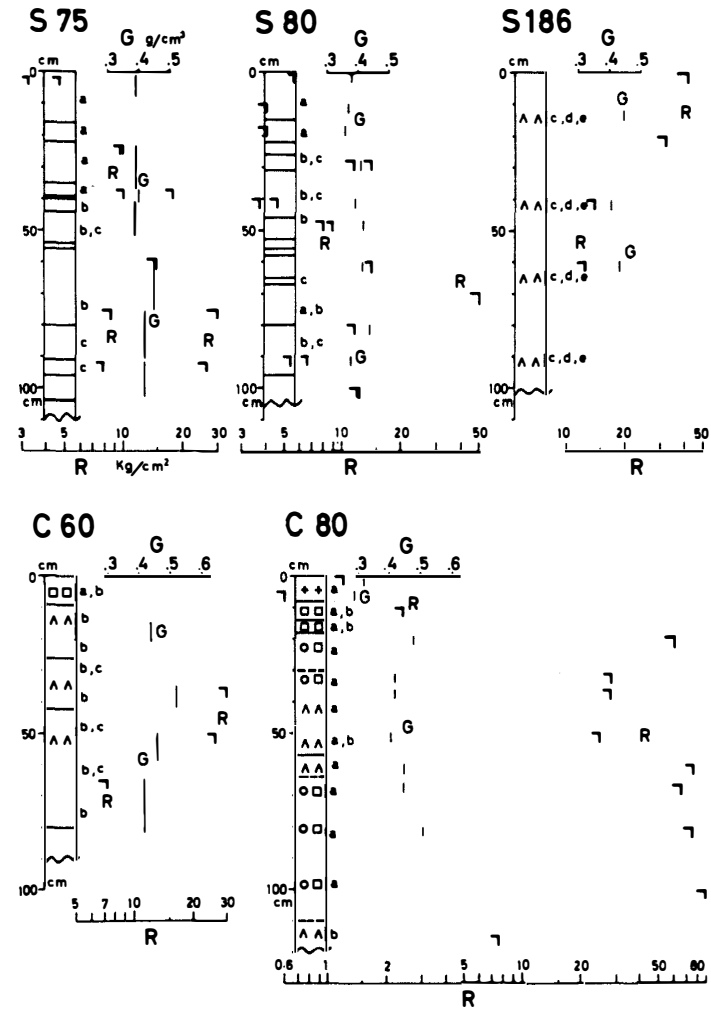 S 75
G g/cm³
cm .3 .4 .5
0
a
a
a
R
G
a
b
50
b,c
b
G
R
c
c
100
cm
3 5 10 20 30
R Kg/cm²
S 80
G
cm .3 .4 .5
0
a
G
a
b,c
b,c
b
50
R
c
R
a,b
b,c
G
100
cm
3 5 10 20 50
R
S 186
G
cm .3 .4 .5
0
G
R
∧ ∧ c,d,e
∧ ∧ c,d,e
50
R
G
∧ ∧ c,d,e
∧ ∧ c,d,e
100
cm
10 20 50
R
C 60
G
cm .3 .4 .5 .6
0
a,b
∧ ∧ b
G
b
b,c
∧ ∧ b
R
b,c
50
∧ ∧
G
b,c
R
b
100 cm
5 7 10 20 30
R
C 80
G
cm .3 .4 .5 .6
0
+ + a
G
R
a,b
a,b
a
a
∧ ∧ a
G
50
∧ ∧ a,b
R
∧ ∧ a
a
a
a
100
cm
∧ ∧ b
0.6 1 2 5 10 20 50 80
R